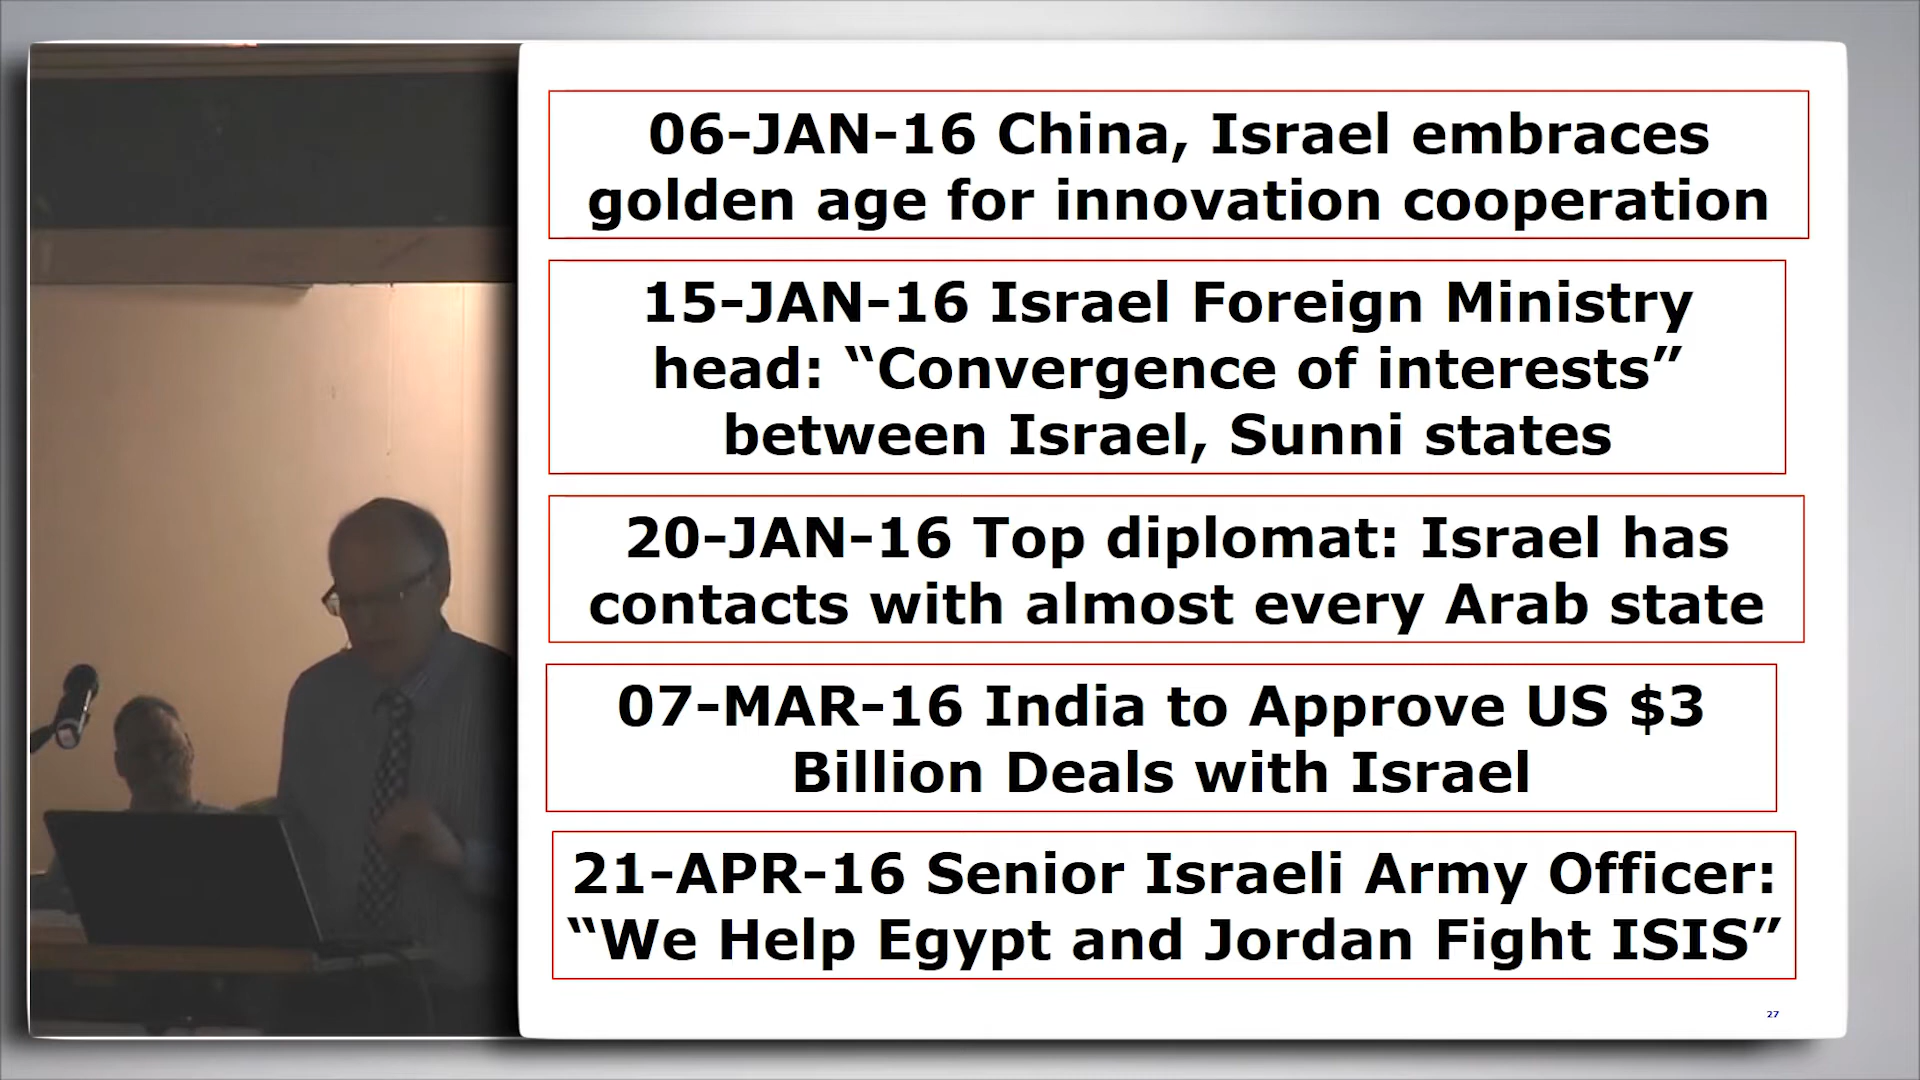 06-JAN-16 China, Israel embraces
golden age for innovation cooperation
15-JAN-16 Israel Foreign Ministry
head: “Convergence of interests”
between Israel, Sunni states
20-JAN-16 Top diplomat: Israel has
contacts with almost every Arab state
07-MAR-16 India to Approve US $3
Billion Deals with Israel
21-APR-16 Senior Israeli Army Officer:
“We Help Egypt and Jordan Fight ISIS”
27